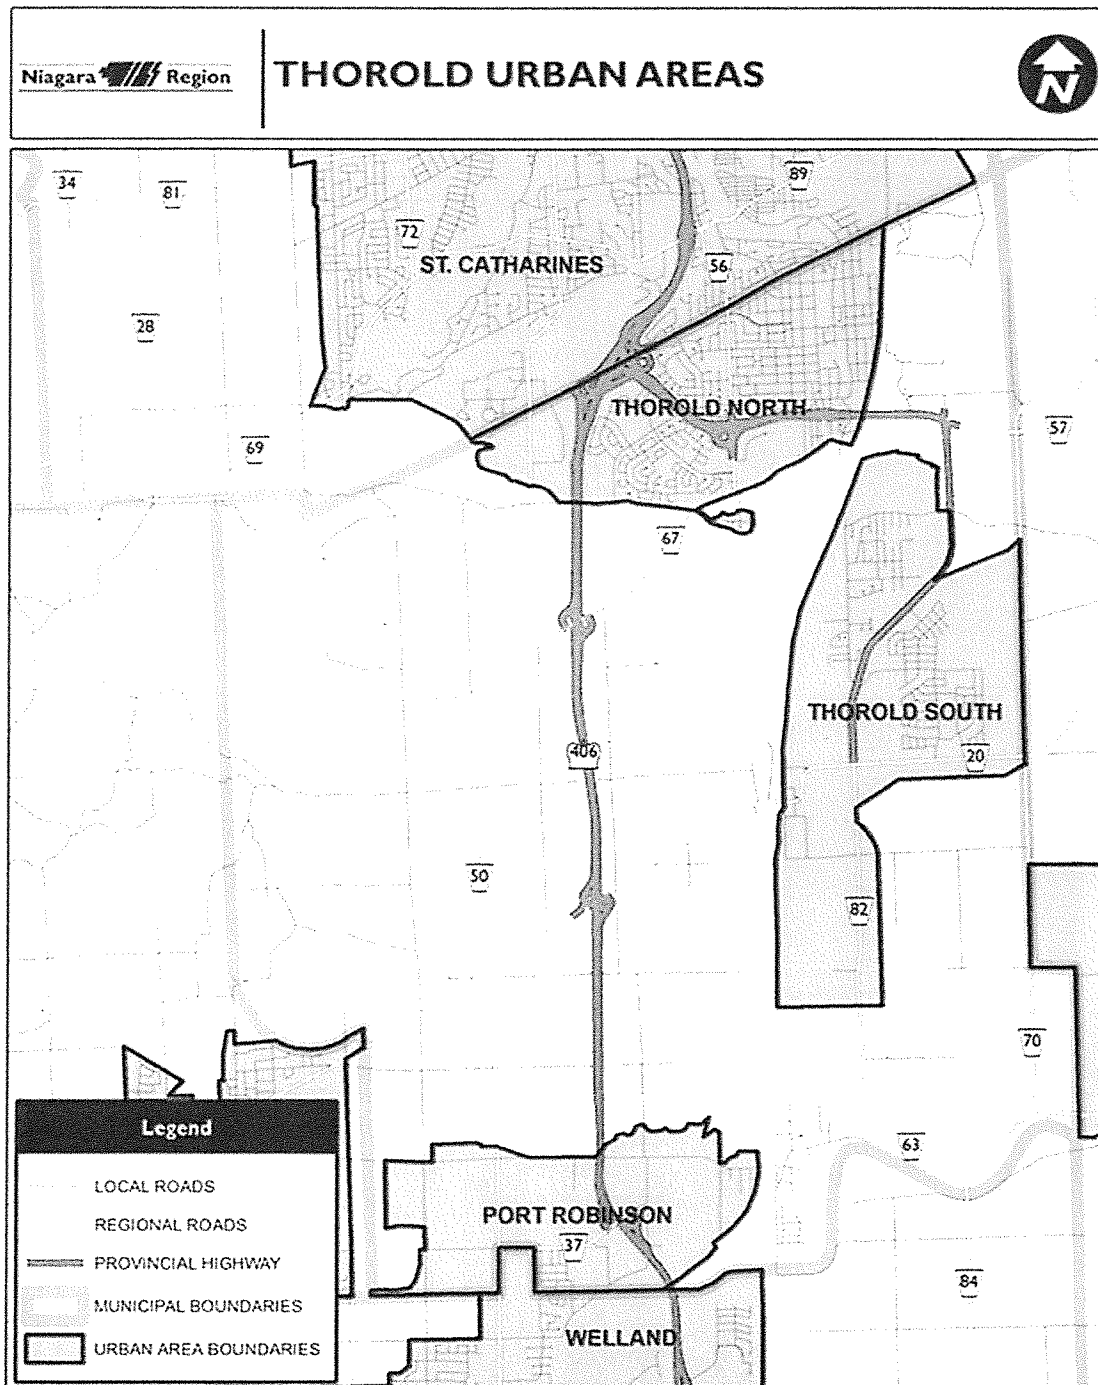 Niagara Region
THOROLD URBAN AREAS
N
34
81
89
72
56
ST. CATHARINES
28
THOROLD NORTH
57
69
67
THOROLD SOUTH
406
20
50
82
70
63
PORT ROBINSON
37
84
WELLAND
Legend
LOCAL ROADS
REGIONAL ROADS
PROVINCIAL HIGHWAY
MUNICIPAL BOUNDARIES
URBAN AREA BOUNDARIES